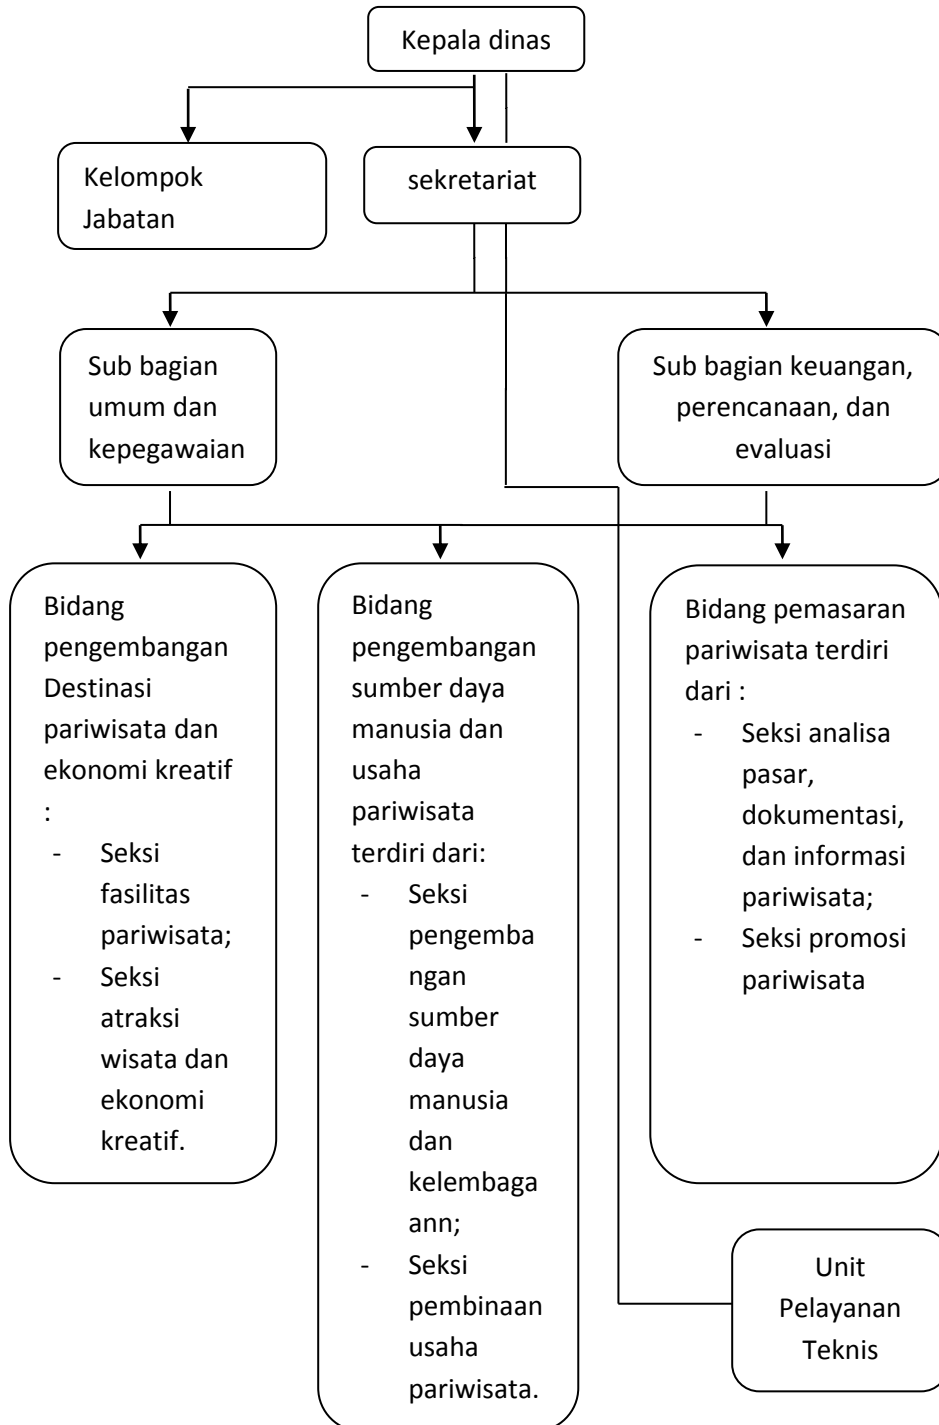 Kepala dinas
Kelompok
Jabatan
sekretariat
Sub bagian
umum dan
kepegawaian
Sub bagian keuangan,
perencanaan, dan
evaluasi
Bidang
pengembangan
Destinasi
pariwisata dan
ekonomi kreatif
:
- Seksi
fasilitas
pariwisata;
- Seksi
atraksi
wisata dan
ekonomi
kreatif.
Bidang
pengembangan
sumber daya
manusia dan
usaha
pariwisata
terdiri dari:
- Seksi
pengemba
ngan
sumber
daya
manusia
dan
kelembaga
ann;
- Seksi
pembinaan
usaha
pariwisata.
Bidang pemasaran
pariwisata terdiri
dari :
- Seksi analisa
pasar,
dokumentasi,
dan informasi
pariwisata;
- Seksi promosi
pariwisata
Unit
Pelayanan
Teknis